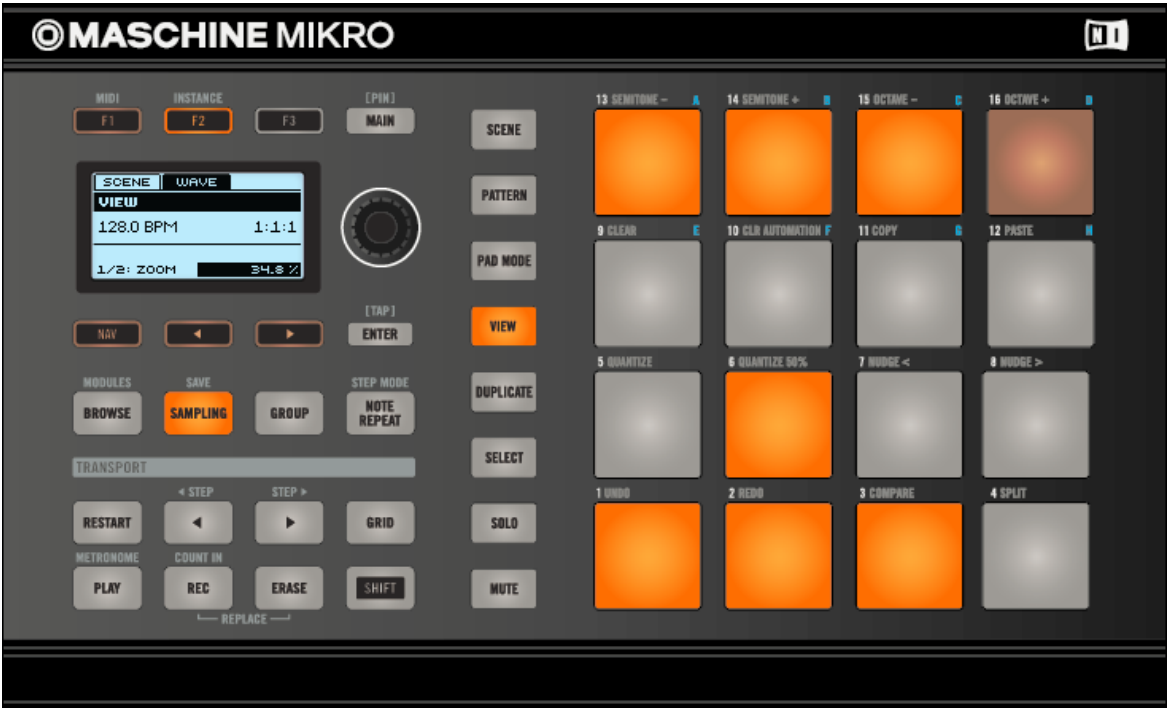 MASCHINE MIKRO
NI
MIDI
INSTANCE
[PIN]
F1
F2
F3
MAIN
SCENE
WAVE
VIEW
128.0 BPM
1:1:1
1/2: ZOOM
34.8 %
[TAP]
NAV
ENTER
MODULES
SAVE
STEP MODE
BROWSE
SAMPLING
GROUP
NOTE
REPEAT
TRANSPORT
< STEP
STEP >
RESTART
GRID
METRONOME
COUNT IN
PLAY
REC
ERASE
SHIFT
REPLACE
SCENE
PATTERN
PAD MODE
VIEW
DUPLICATE
SELECT
SOLO
MUTE
13 SEMITONE - A
14 SEMITONE +
15 OCTAVE -
16 OCTAVE +
9 CLEAR E
10 CLR AUTOMATION F
11 COPY
12 PASTE
5 QUANTIZE
6 QUANTIZE 50%
7 NUDGE <
8 NUDGE >
1 UNDO
2 REDO
3 COMPARE
4 SPLIT